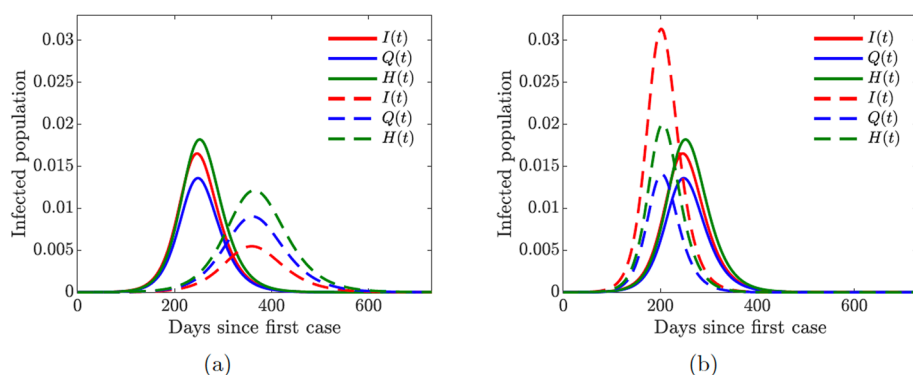 0.03
0.025
0.02
0.015
0.01
0.005
0
Infected population
I(t)
Q(t)
H(t)
I(t)
Q(t)
H(t)
0 200 400 600
Days since first case
(a)
0.03
0.025
0.02
0.015
0.01
0.005
0
Infected population
I(t)
Q(t)
H(t)
I(t)
Q(t)
H(t)
0 200 400 600
Days since first case
(b)